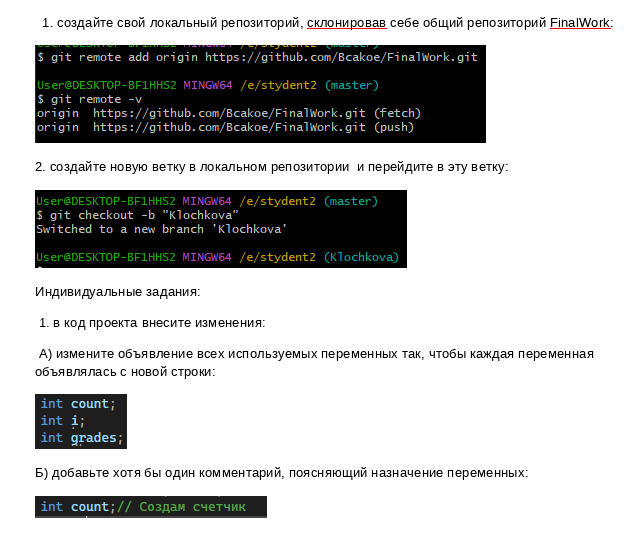 1. создайте свой локальный репозиторий, склонировав себе общий репозиторий FinalWork:
$ git remote add origin https://github.com/Bcakoe/FinalWork.git
User@DESKTOP-BF1HHS2 MINGW64 /e/stydent2 (master)
$ git remote -v
origin https://github.com/Bcakoe/FinalWork.git (fetch)
origin https://github.com/Bcakoe/FinalWork.git (push)
2. создайте новую ветку в локальном репозитории и перейдите в эту ветку:
User@DESKTOP-BF1HHS2 MINGW64 /e/stydent2 (master)
$ git checkout -b "Klochkova"
Switched to a new branch 'Klochkova'
User@DESKTOP-BF1HHS2 MINGW64 /e/stydent2 (Klochkova)
Индивидуальные задания:
1. в код проекта внесите изменения:
А) измените объявление всех используемых переменных так, чтобы каждая переменная
объявлялась с новой строки:
int count;
int i;
int grades;
Б) добавьте хотя бы один комментарий, поясняющий назначение переменных:
int count;// Создам счетчик